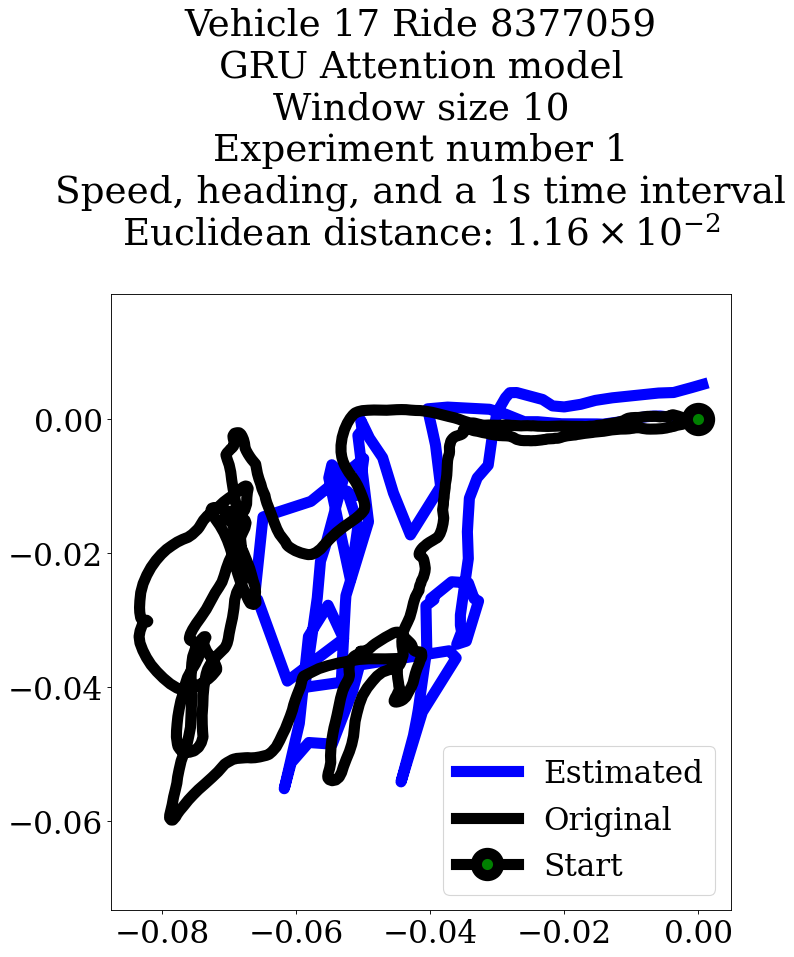 Vehicle 17 Ride 8377059
GRU Attention model
Window size 10
Experiment number 1
Speed, heading, and a 1s time interval
Euclidean distance: 1.16 × 10⁻²
0.00
−0.02
−0.04
−0.06
Estimated
Original
Start
−0.08 −0.06 −0.04 −0.02 0.00